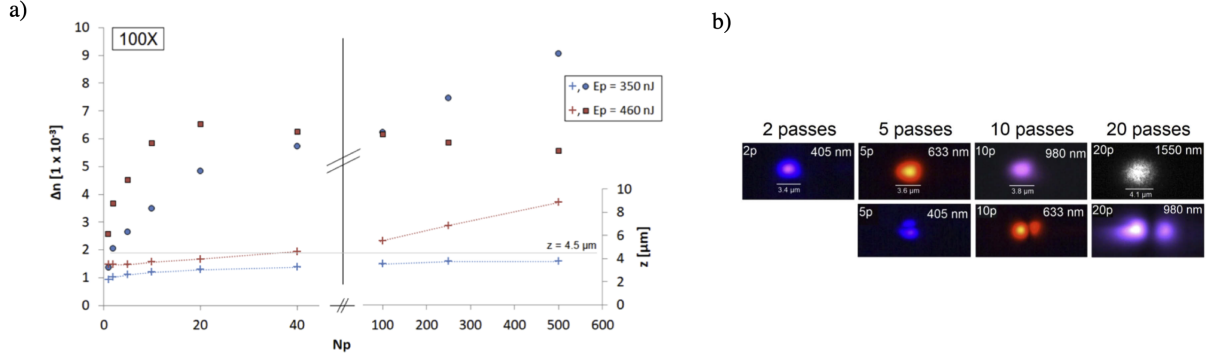 a)
100X
Δn [1 x 10⁻³]
10
9
8
7
6
5
4
3
2
1
0
+, ● Ep = 350 nJ
+, ■ Ep = 460 nJ
z = 4.5 µm
10
8
6
4
2
0
z [µm]
0 20 40 100 200 300 400 500 600
Np
b)
2 passes 5 passes 10 passes 20 passes
2p 405 nm 5p 633 nm 10p 980 nm 20p 1550 nm
3.4 µm 3.6 µm 3.8 µm 4.1 µm
5p 405 nm 10p 633 nm 20p 980 nm